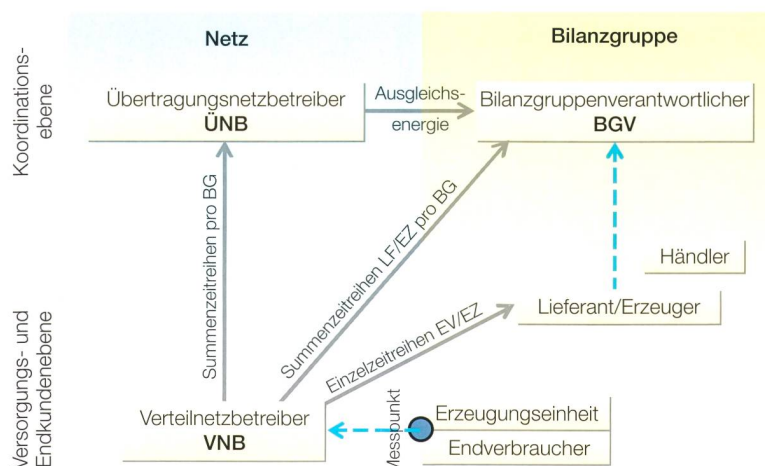 Netz
Bilanzgruppe
Koordinations-
ebene
Übertragungsnetzbetreiber
ÜNB
Ausgleichs-
energie
Bilanzgruppenverantwortlicher
BGV
Summenzeitreihen pro BG
Summenzeitreihen LF/EZ pro BG
Händler
Lieferant/Erzeuger
Einzelzeitreihen EV/EZ
Versorgungs- und
Endkundenebene
Verteilnetzbetreiber
VNB
Messpunkt
Erzeugungseinheit
Endverbraucher